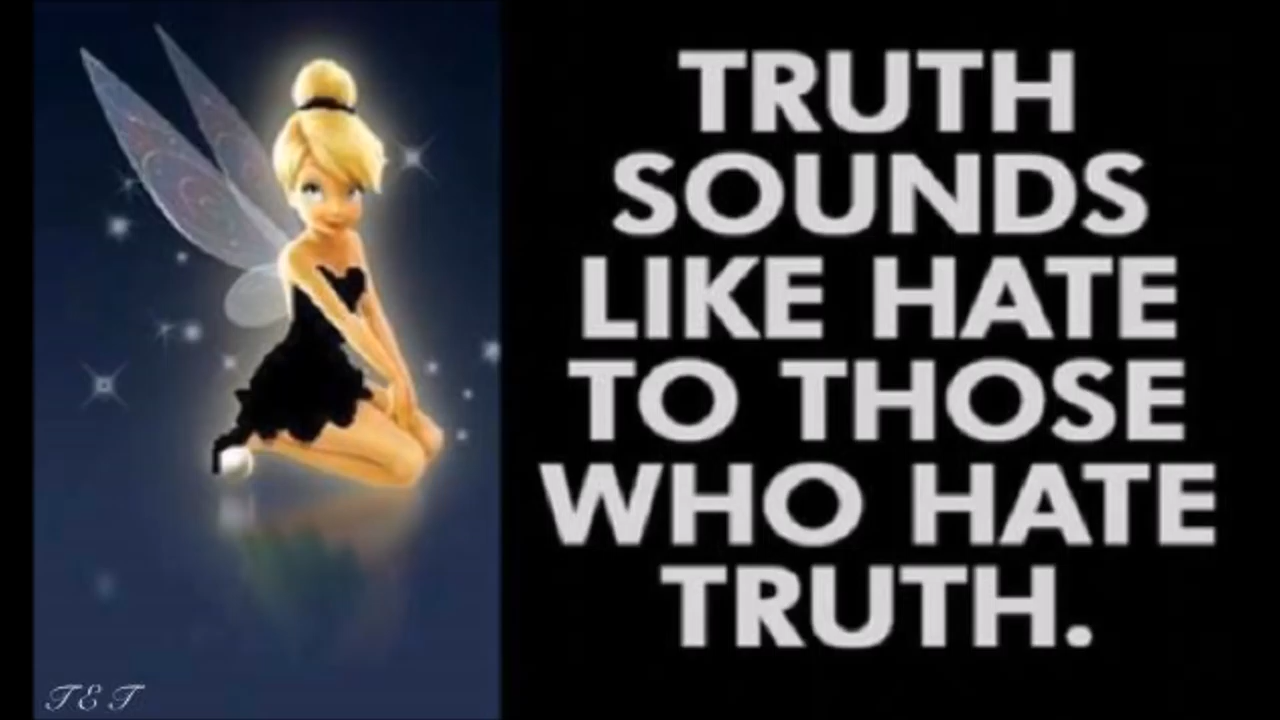 TRUTH
SOUNDS
LIKE HATE
TO THOSE
WHO HATE
TRUTH.
T E T